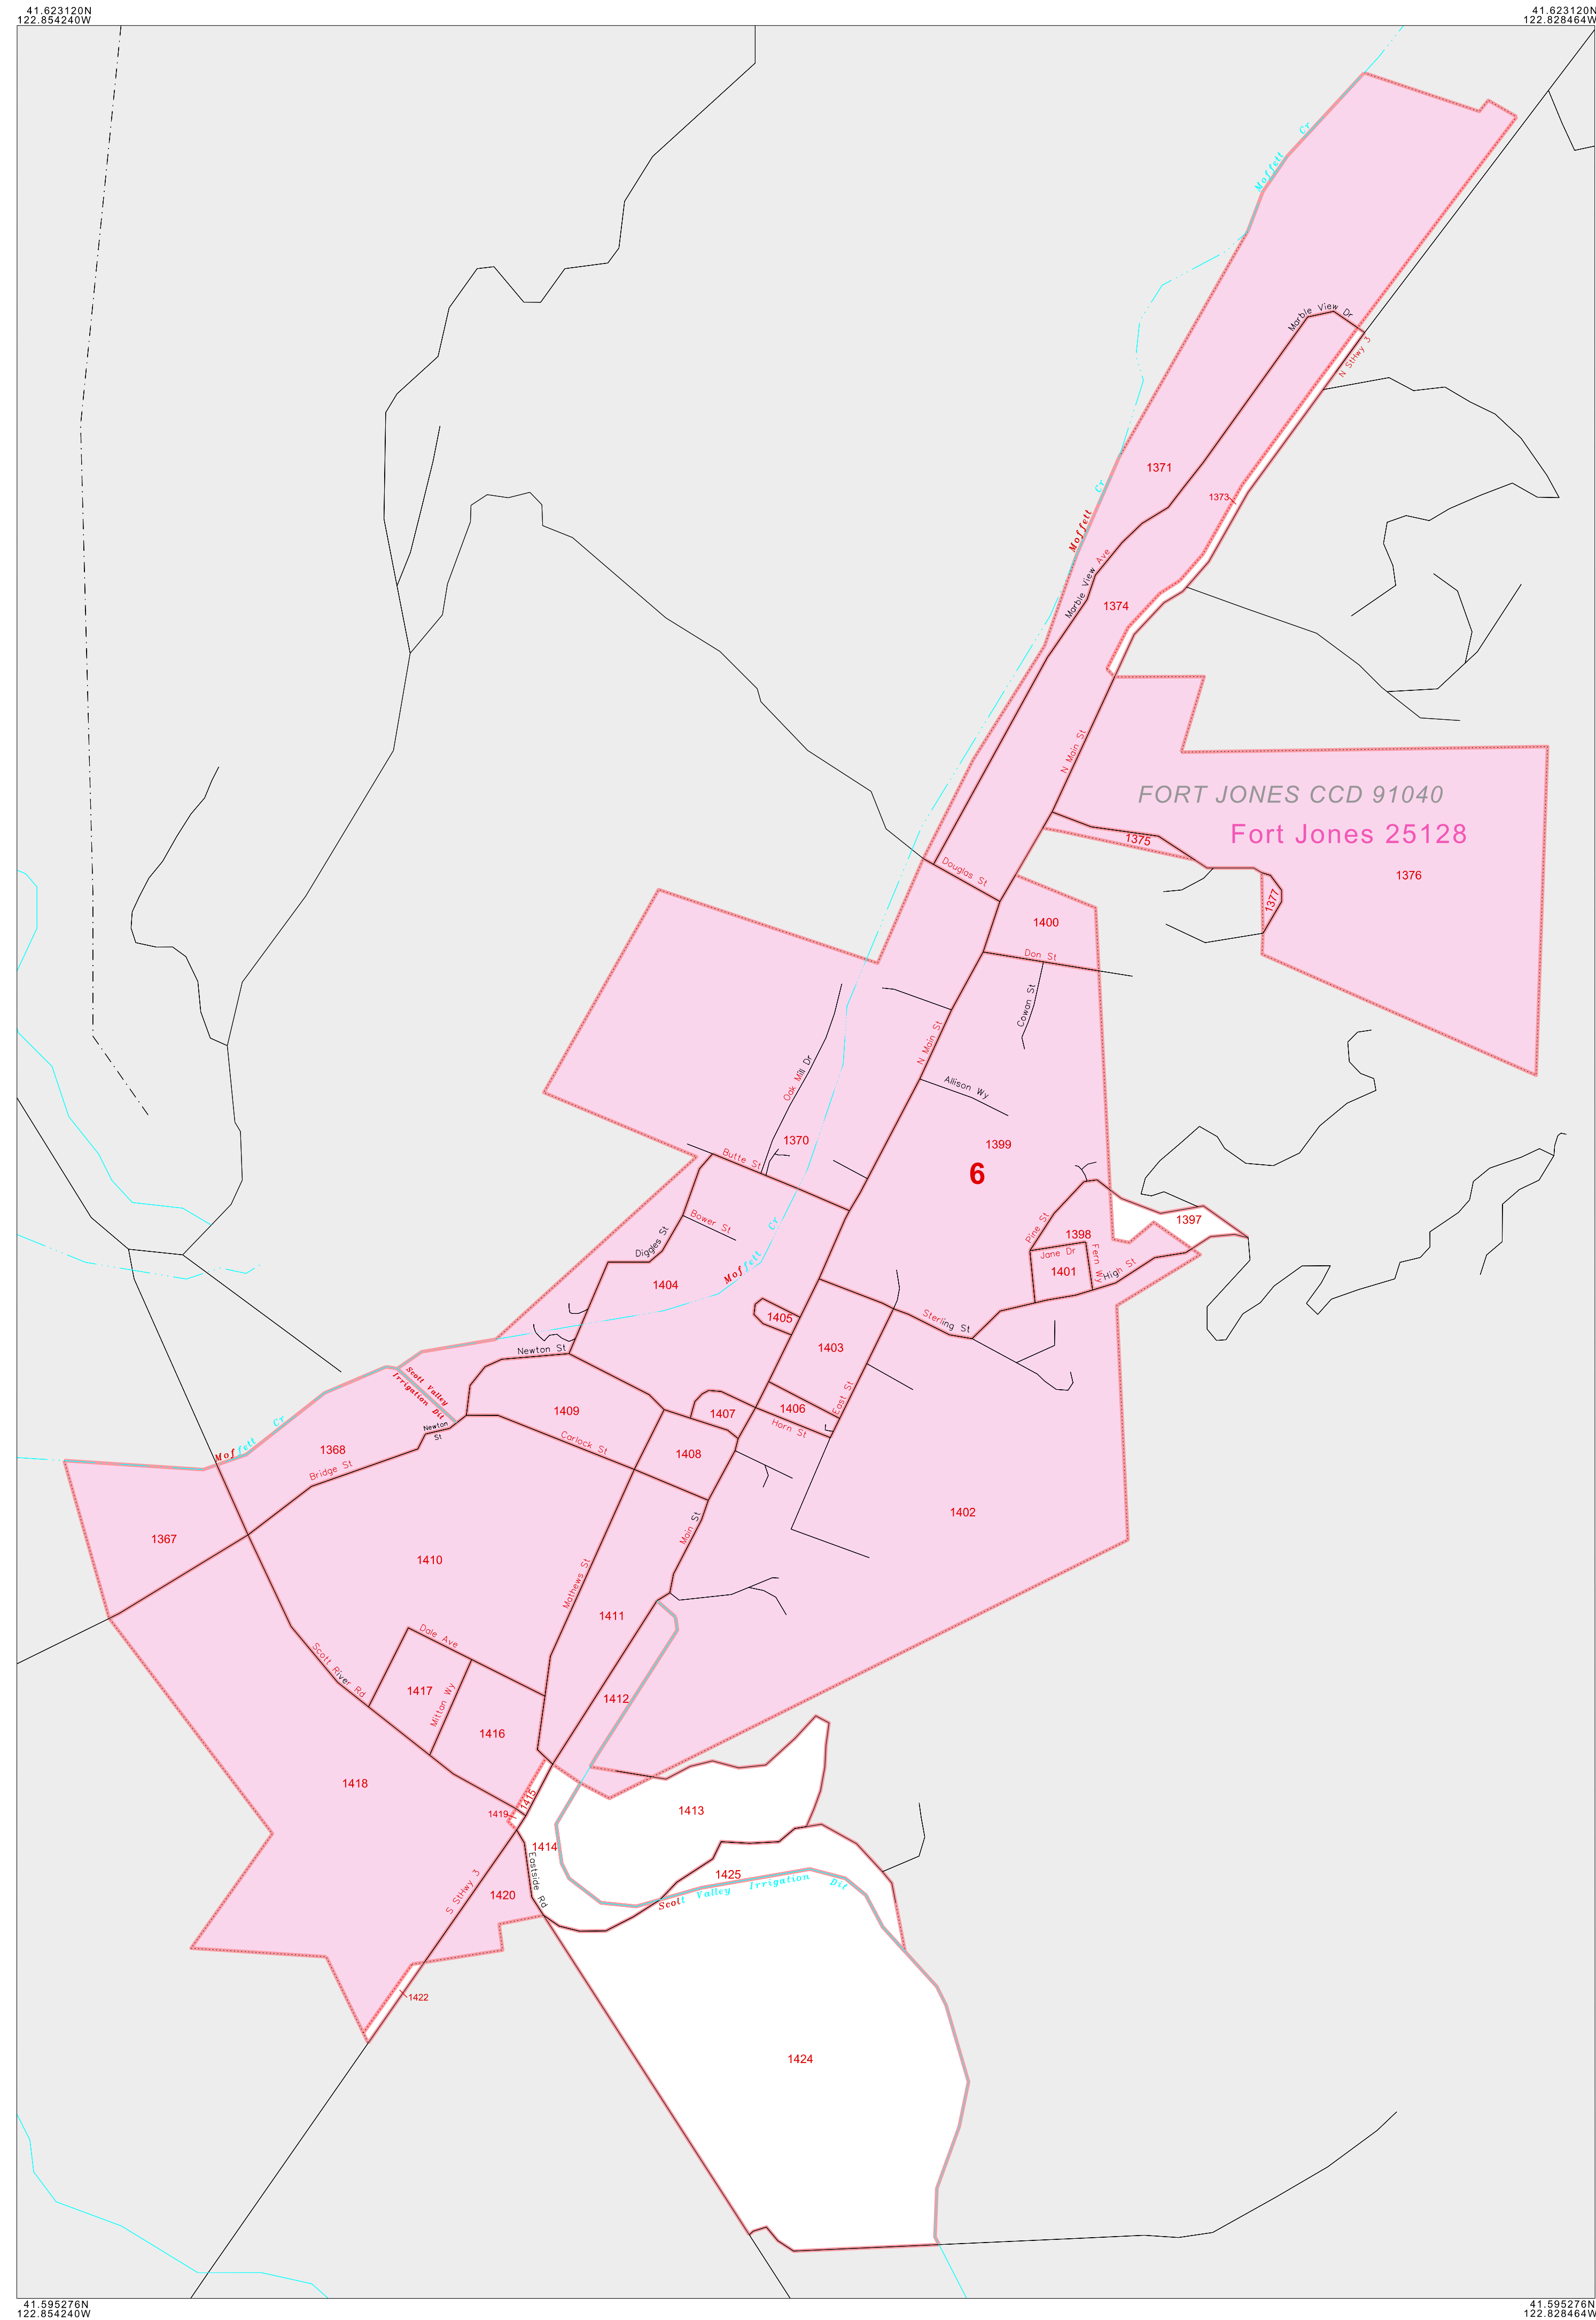 41.623120N
122.854240W
41.623120N
122.828464W
Moffett Cr
Marble View Dr
N StHwy 3
1371
1373
Moffett Cr
Marble View Ave
1374
N Main St
FORT JONES CCD 91040
Fort Jones 25128
1375
1376
Douglas St
1377
1400
Don St
Cowan St
N Main St
Oak Mill Dr
Allison Wy
1370
1399
Butte St
6
Bower St
Pine St
1397
Diggles St
Moffett Cr
1398
Jane Dr
Fern Wy
1401
High St
1404
1405
Sterling St
1403
Newton St
Scott Valley
Irrigation Dit
East St
1409
1407
1406
Horn St
Newton
St
Moffett Cr
1368
Carlock St
1408
Bridge St
1402
Main St
1367
1410
Mathews St
1411
Dale Ave
Scott River Rd
1417
Mittan Wy
1412
1416
1418
1415
1419
1413
1414
Eastside Rd
1425
Scott Valley Irrigation Dit
S StHwy 3
1420
1422
1424
41.595276N
122.854240W
41.595276N
122.828464W